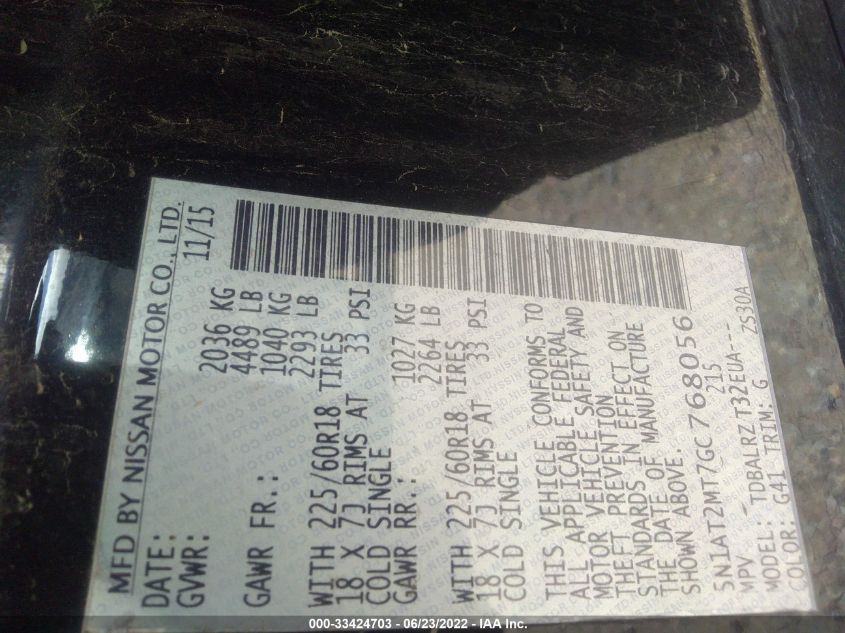 MFD BY NISSAN MOTOR CO., LTD.
DATE: 11/15
GVWR: 2036 KG
4489 LB
GAWR FR.: 1040 KG
2293 LB
WITH 225/60R18 TIRES
18 X 7J RIMS AT 33 PSI
COLD SINGLE
GAWR RR.: 1027 KG
2264 LB
WITH 225/60R18 TIRES
18 X 7J RIMS AT 33 PSI
COLD SINGLE
THIS VEHICLE CONFORMS TO
ALL APPLICABLE FEDERAL
MOTOR VEHICLE SAFETY AND
THEFT PREVENTION
STANDARDS IN EFFECT ON
THE DATE OF MANUFACTURE
SHOWN ABOVE.
5N1AT2MT7GC768056
MPV 215
MODEL: TDBALRZ T32EUA---
COLOR: G41 TRIM: G ZS30A
000-33424703 - 06/23/2022 - IAA Inc.